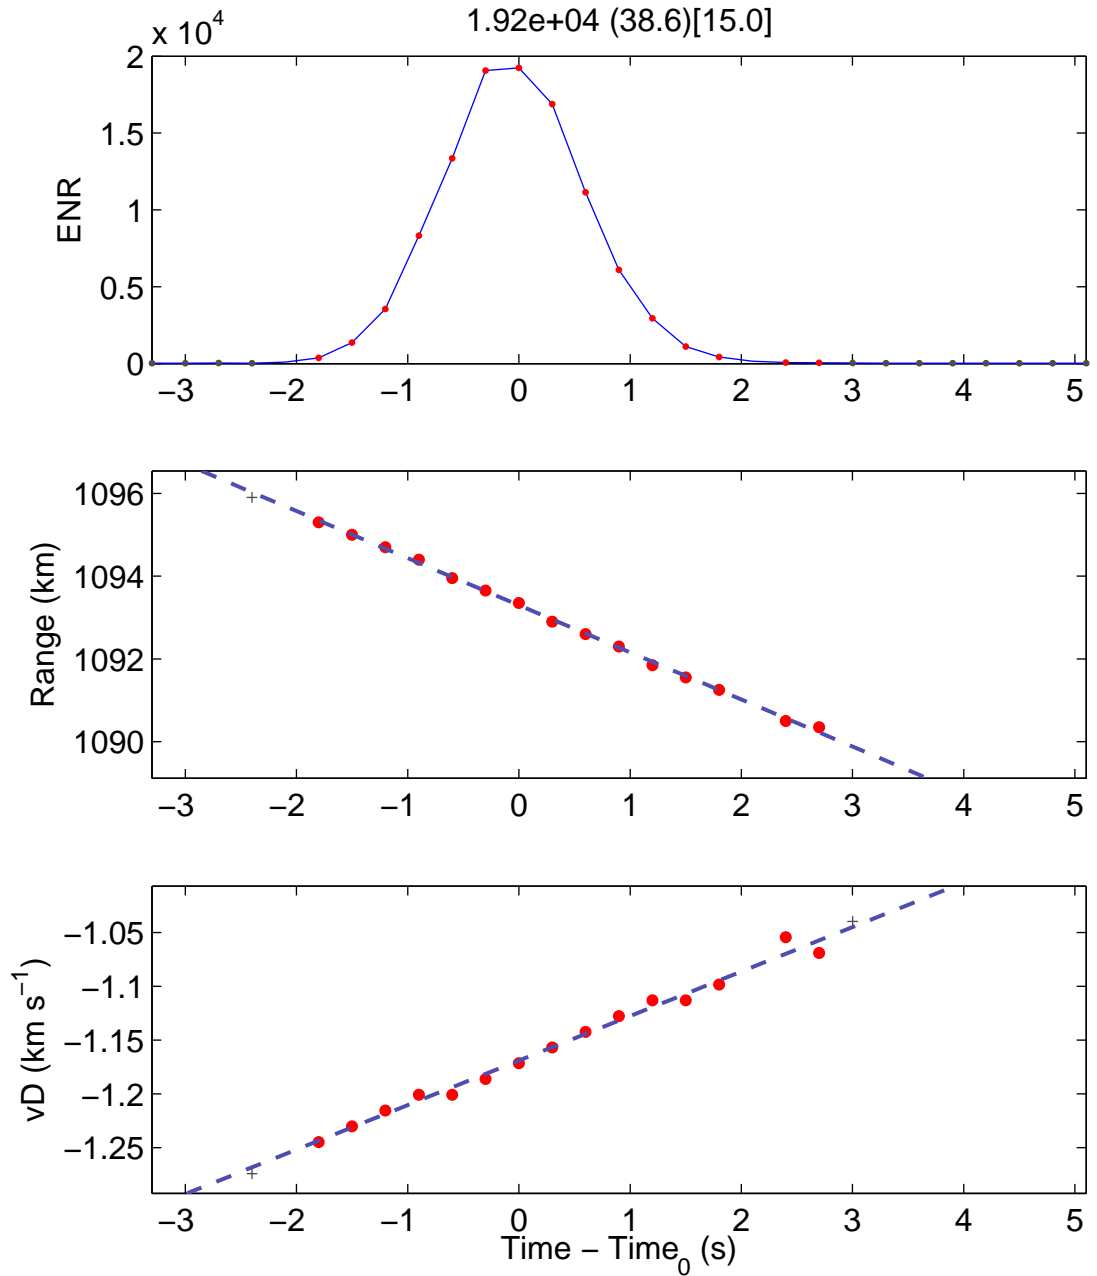 1.92e+04 (38.6)[15.0]
x 10^4
2
1.5
1
0.5
0
ENR
−3 −2 −1 0 1 2 3 4 5
1096
1094
1092
1090
Range (km)
−3 −2 −1 0 1 2 3 4 5
−1.05
−1.1
−1.15
−1.2
−1.25
vD (km s^−1)
−3 −2 −1 0 1 2 3 4 5
Time − Time_0 (s)